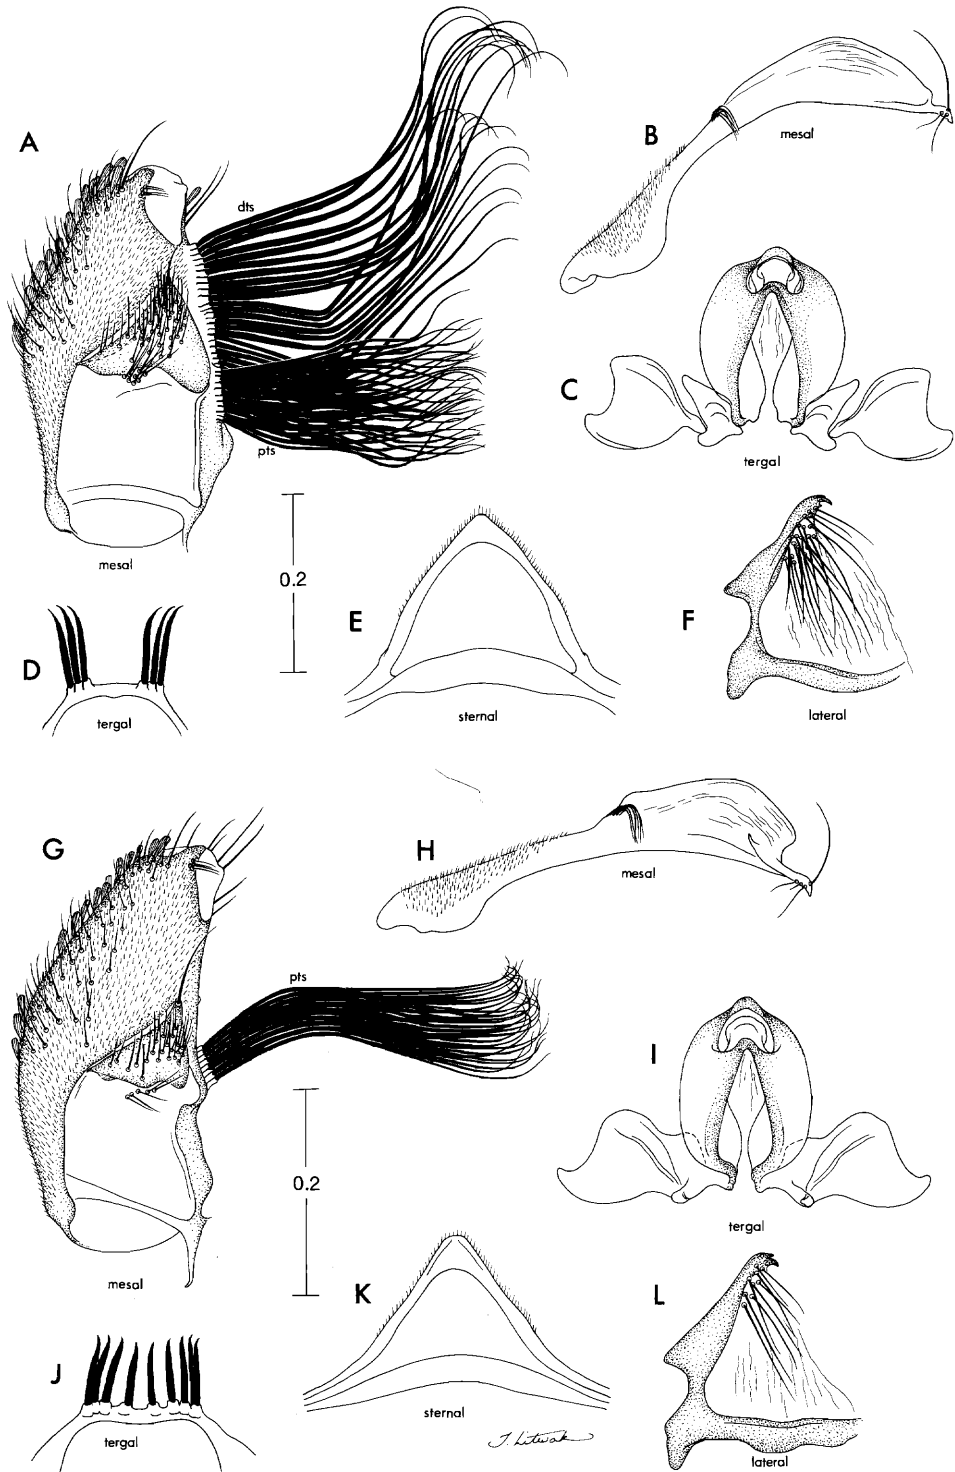 A
dts
pts
mesal
B
mesal
C
tergal
D
tergal
0.2
E
sternal
F
lateral
G
pts
mesal
H
mesal
0.2
I
tergal
J
tergal
K
sternal
T. Litwak
L
lateral